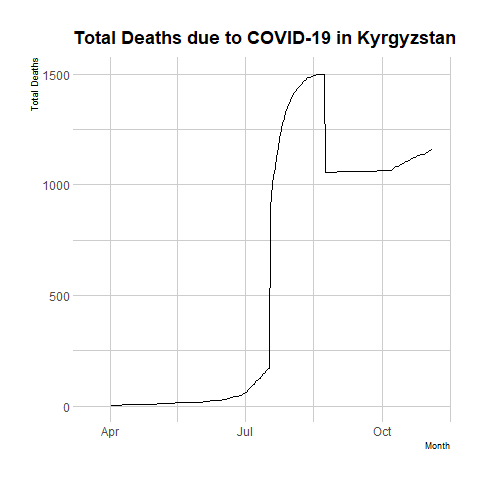 Total Deaths due to COVID-19 in Kyrgyzstan
Total Deaths
1500
1000
500
0
Apr Jul Oct
Month